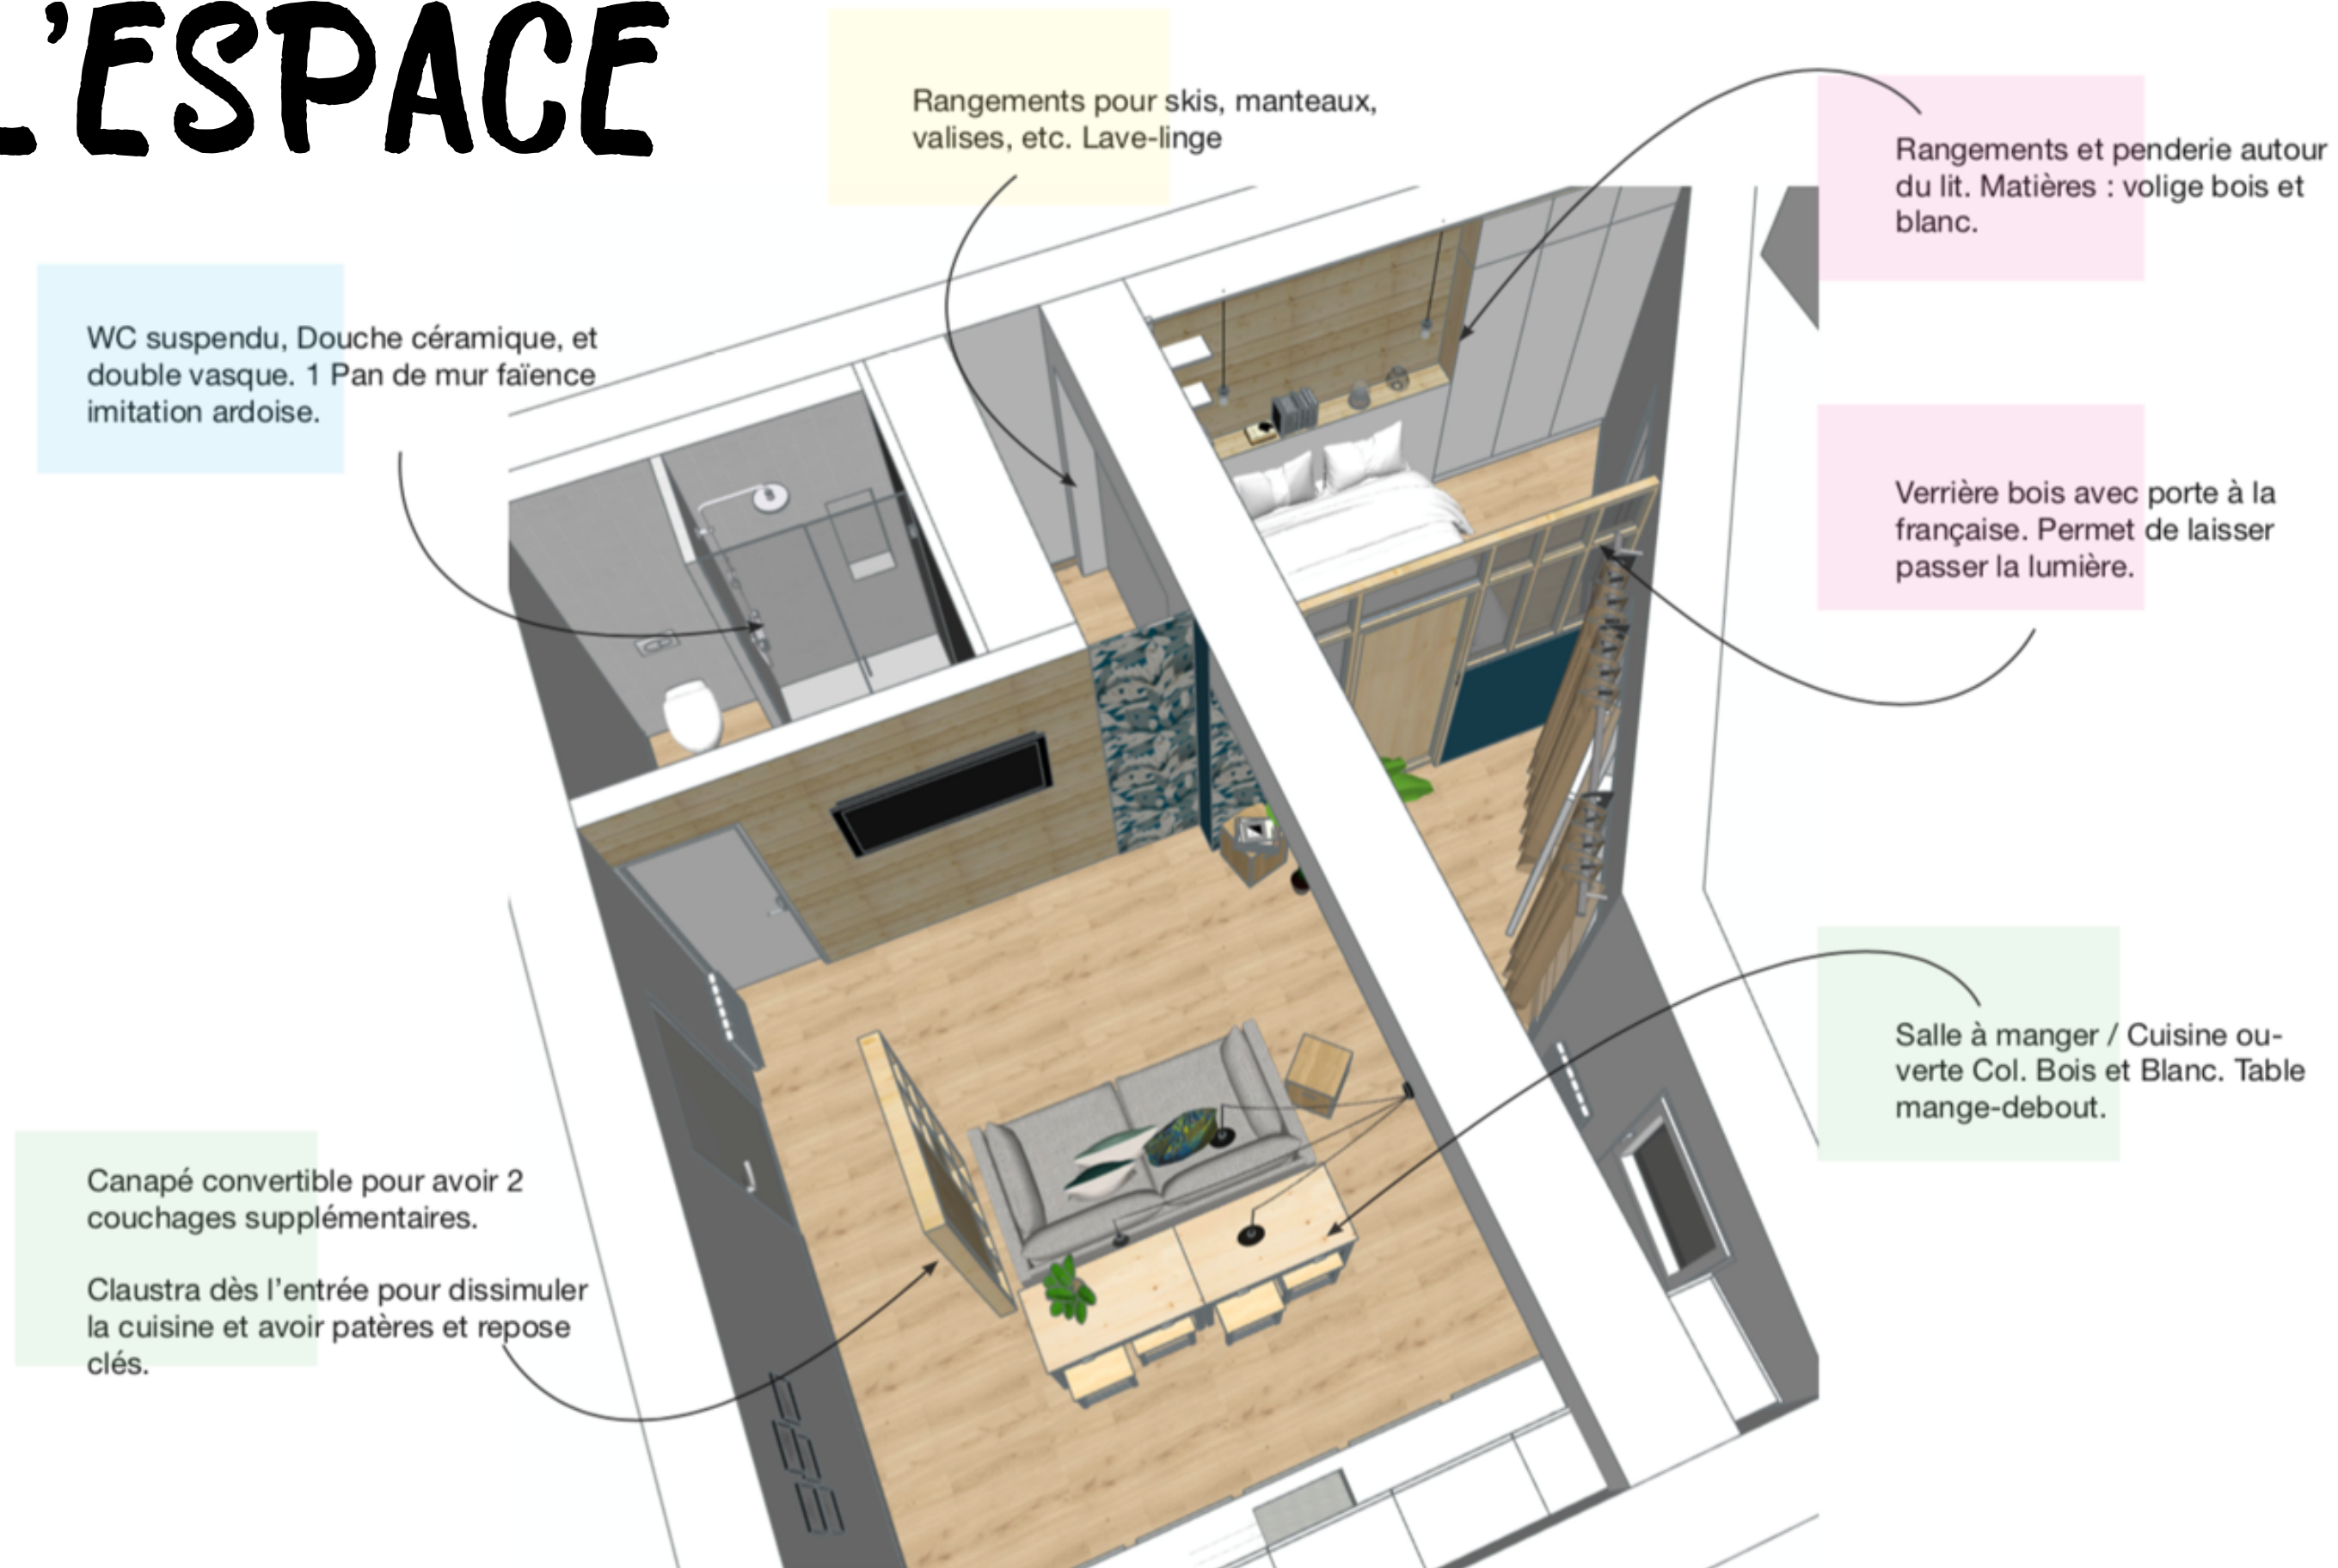 L'ESPACE
Rangements pour skis, manteaux,
valises, etc. Lave-linge
Rangements et penderie autour
du lit. Matières : volige bois et
blanc.
WC suspendu, Douche céramique, et
double vasque. 1 Pan de mur faïence
imitation ardoise.
Verrière bois avec porte à la
française. Permet de laisser
passer la lumière.
Salle à manger / Cuisine ou-
verte Col. Bois et Blanc. Table
mange-debout.
Canapé convertible pour avoir 2
couchages supplémentaires.
Claustra dès l'entrée pour dissimuler
la cuisine et avoir patères et repose
clés.